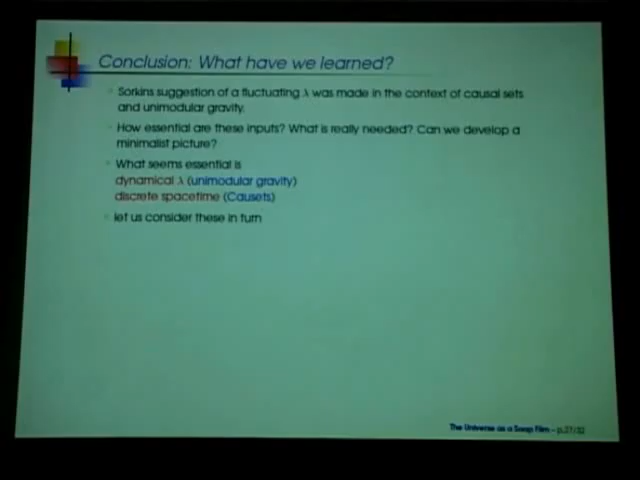 Conclusion: What have we learned?
Sorkins suggestion of a fluctuating λ was made in the context of causal sets
and unimodular gravity.
How essential are these inputs? What is really needed? Can we develop a
minimalist picture?
What seems essential is
dynamical λ (unimodular gravity)
discrete spacetime (Causets)
let us consider these in turn
The Universe as a Soap Film – p.27/32